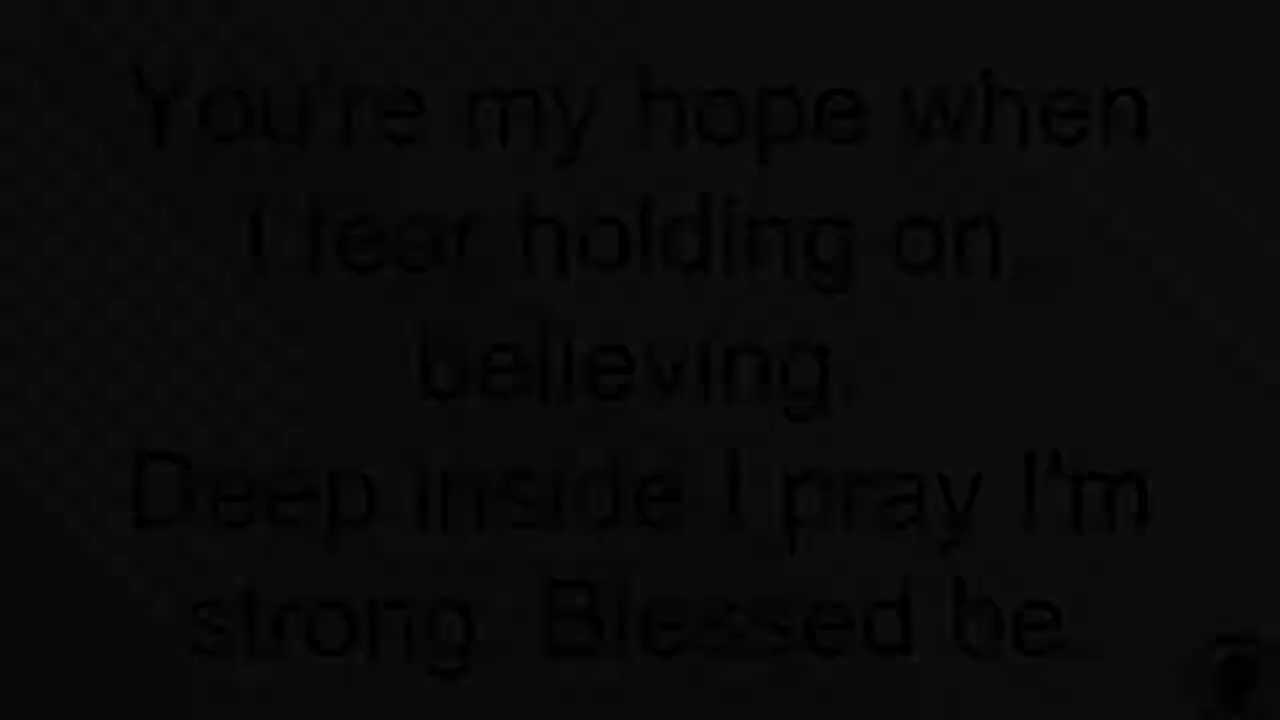 You're my hope when
I fear holding on
believing.
Deep inside I pray I'm
strong. Blessed be